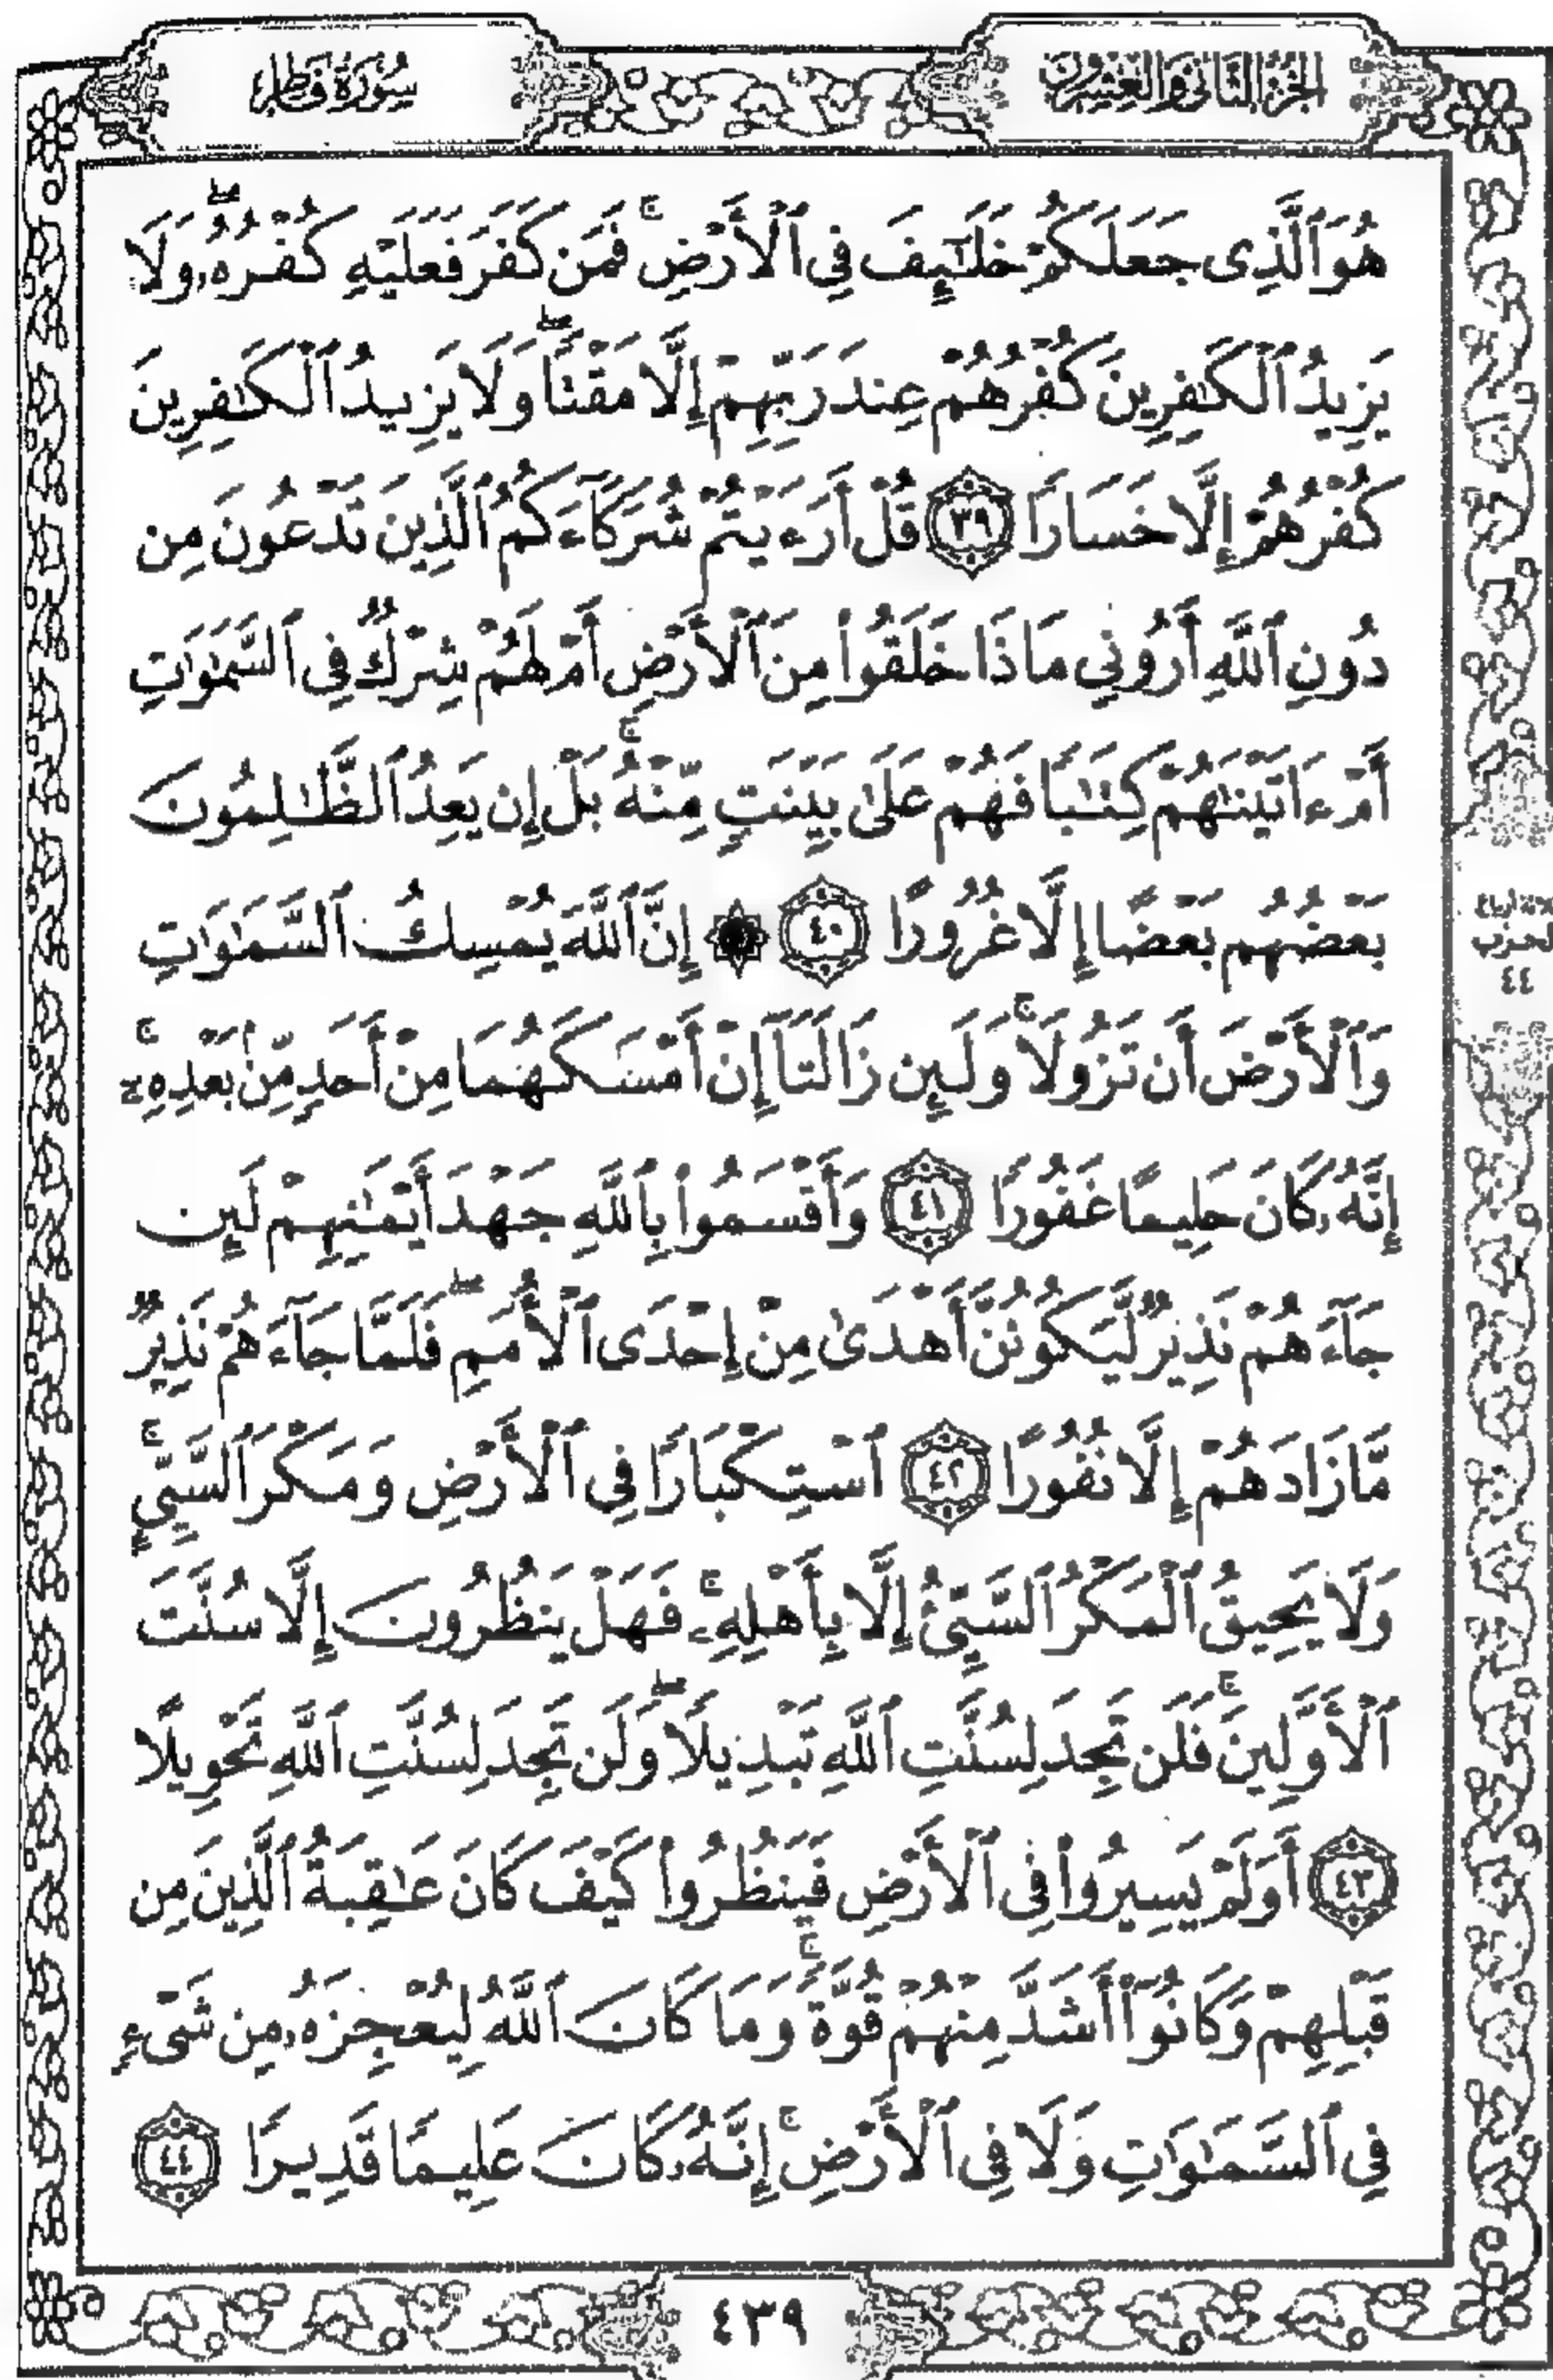 الجزء الثاني والعشرون
سورة فاطر
هُوَ ٱلَّذِى جَعَلَكُمْ خَلَٰٓئِفَ فِى ٱلْأَرْضِ ۚ فَمَن كَفَرَ فَعَلَيْهِ كُفْرُهُۥ ۖ وَلَا
يَزِيدُ ٱلْكَٰفِرِينَ كُفْرُهُمْ عِندَ رَبِّهِمْ إِلَّا مَقْتًا ۖ وَلَا يَزِيدُ ٱلْكَٰفِرِينَ
كُفْرُهُمْ إِلَّا خَسَارًا ٣٩ قُلْ أَرَءَيْتُمْ شُرَكَآءَكُمُ ٱلَّذِينَ تَدْعُونَ مِن
دُونِ ٱللَّهِ أَرُونِي مَاذَا خَلَقُوا۟ مِنَ ٱلْأَرْضِ أَمْ لَهُمْ شِرْكٌ فِى ٱلسَّمَٰوَٰتِ
أَمْ ءَاتَيْنَٰهُمْ كِتَٰبًا فَهُمْ عَلَىٰ بَيِّنَتٍ مِّنْهُ ۚ بَلْ إِن يَعِدُ ٱلظَّٰلِمُونَ
بَعْضُهُم بَعْضًا إِلَّا غُرُورًا ٤٠ ۞ إِنَّ ٱللَّهَ يُمْسِكُ ٱلسَّمَٰوَٰتِ
وَٱلْأَرْضَ أَن تَزُولَا ۚ وَلَئِن زَالَتَآ إِنْ أَمْسَكَهُمَا مِنْ أَحَدٍ مِّنۢ بَعْدِهِۦٓ ۚ
إِنَّهُۥ كَانَ حَلِيمًا غَفُورًا ٤١ وَأَقْسَمُوا۟ بِٱللَّهِ جَهْدَ أَيْمَٰنِهِمْ لَئِن
جَآءَهُمْ نَذِيرٌ لَّيَكُونُنَّ أَهْدَىٰ مِنْ إِحْدَى ٱلْأُمَمِ ۖ فَلَمَّا جَآءَهُمْ نَذِيرٌ
مَّا زَادَهُمْ إِلَّا نُفُورًا ٤٢ ٱسْتِكْبَارًا فِى ٱلْأَرْضِ وَمَكْرَ ٱلسَّيِّئِ ۚ
وَلَا يَحِيقُ ٱلْمَكْرُ ٱلسَّيِّئُ إِلَّا بِأَهْلِهِۦ ۚ فَهَلْ يَنظُرُونَ إِلَّا سُنَّتَ
ٱلْأَوَّلِينَ ۚ فَلَن تَجِدَ لِسُنَّتِ ٱللَّهِ تَبْدِيلًا ۖ وَلَن تَجِدَ لِسُنَّتِ ٱللَّهِ تَحْوِيلًا
٤٣ أَوَلَمْ يَسِيرُوا۟ فِى ٱلْأَرْضِ فَيَنظُرُوا۟ كَيْفَ كَانَ عَٰقِبَةُ ٱلَّذِينَ مِن
قَبْلِهِمْ وَكَانُوٓا۟ أَشَدَّ مِنْهُمْ قُوَّةً ۚ وَمَا كَانَ ٱللَّهُ لِيُعْجِزَهُۥ مِن شَىْءٍ
فِى ٱلسَّمَٰوَٰتِ وَلَا فِى ٱلْأَرْضِ ۚ إِنَّهُۥ كَانَ عَلِيمًا قَدِيرًا ٤٤
الحزب
٤٤
٤٣٩